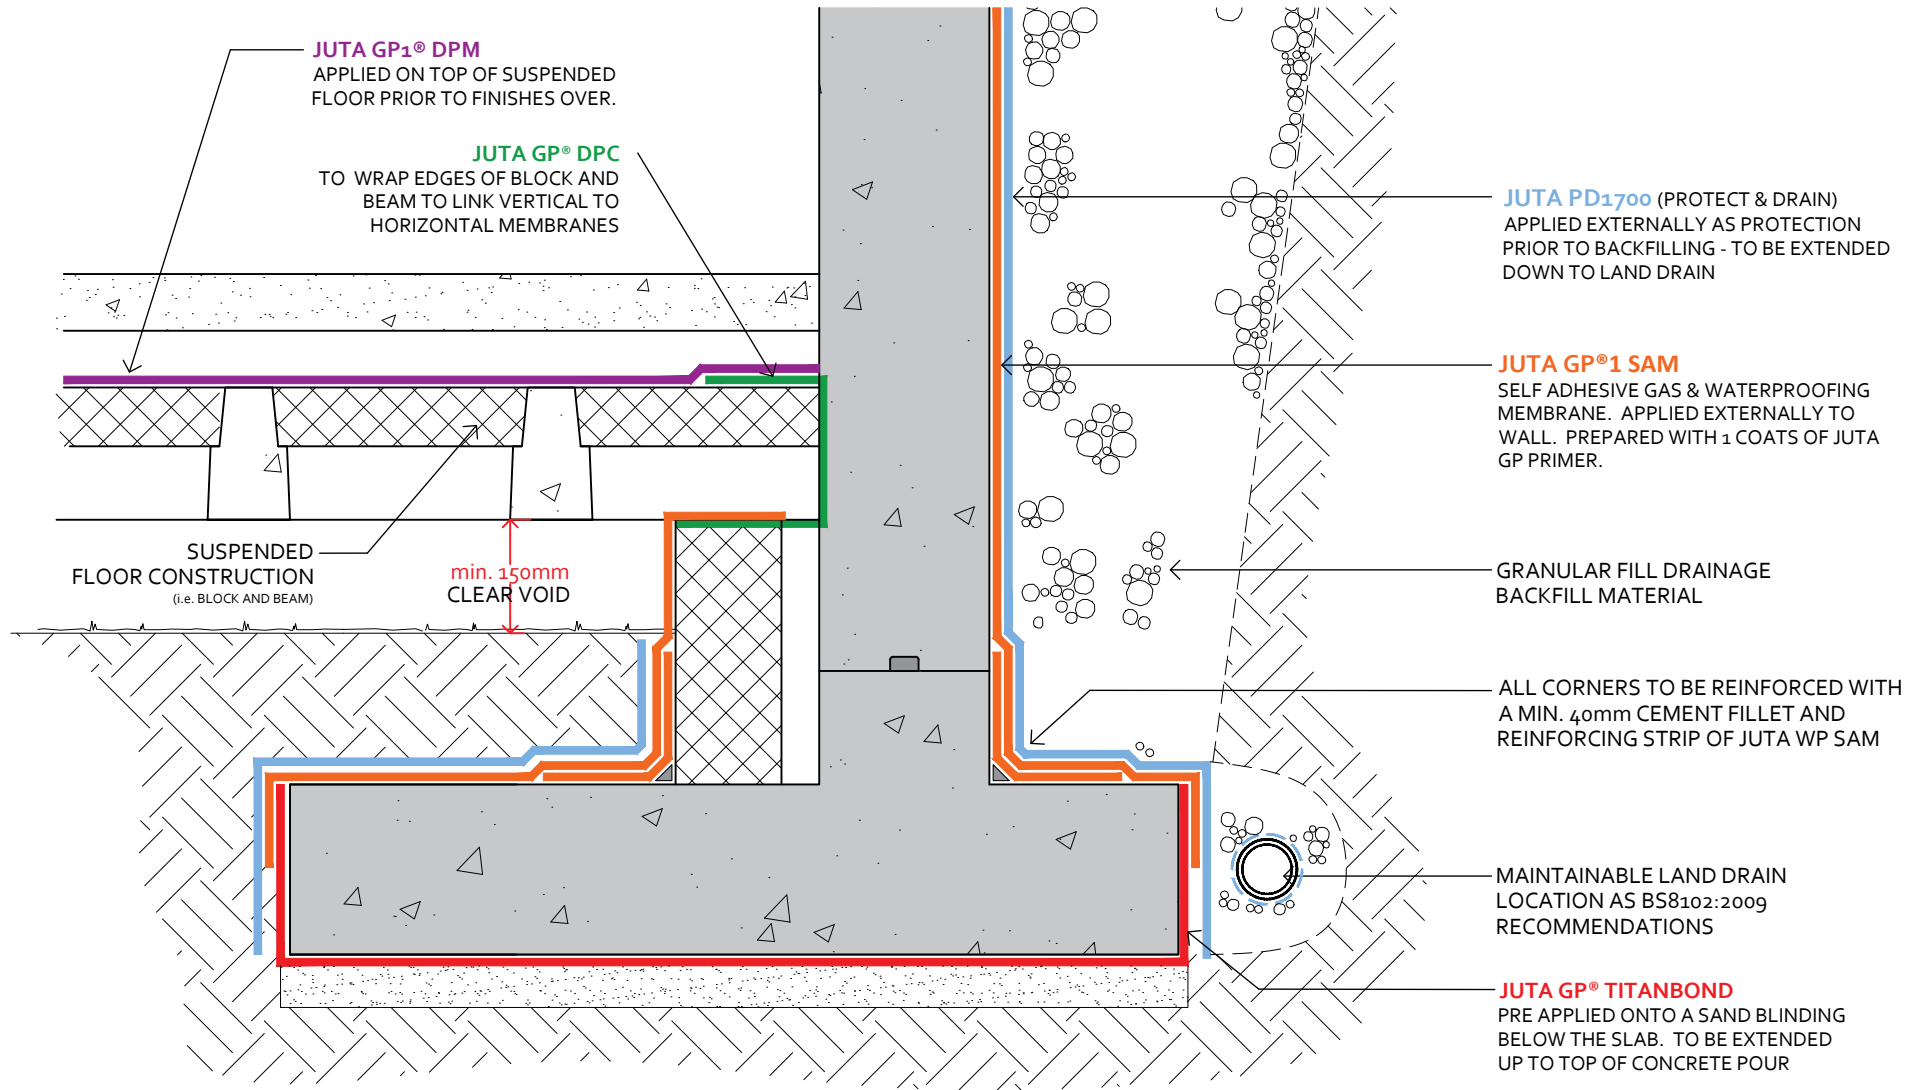 JUTA GP1® DPM
APPLIED ON TOP OF SUSPENDED
FLOOR PRIOR TO FINISHES OVER.
JUTA GP® DPC
TO WRAP EDGES OF BLOCK AND
BEAM TO LINK VERTICAL TO
HORIZONTAL MEMBRANES
SUSPENDED
FLOOR CONSTRUCTION
(i.e. BLOCK AND BEAM)
min. 150mm
CLEAR VOID
JUTA PD1700 (PROTECT & DRAIN)
APPLIED EXTERNALLY AS PROTECTION
PRIOR TO BACKFILLING - TO BE EXTENDED
DOWN TO LAND DRAIN
JUTA GP®1 SAM
SELF ADHESIVE GAS & WATERPROOFING
MEMBRANE. APPLIED EXTERNALLY TO
WALL. PREPARED WITH 1 COATS OF JUTA
GP PRIMER.
GRANULAR FILL DRAINAGE
BACKFILL MATERIAL
ALL CORNERS TO BE REINFORCED WITH
A MIN. 40mm CEMENT FILLET AND
REINFORCING STRIP OF JUTA WP SAM
MAINTAINABLE LAND DRAIN
LOCATION AS BS8102:2009
RECOMMENDATIONS
JUTA GP® TITANBOND
PRE APPLIED ONTO A SAND BLINDING
BELOW THE SLAB. TO BE EXTENDED
UP TO TOP OF CONCRETE POUR